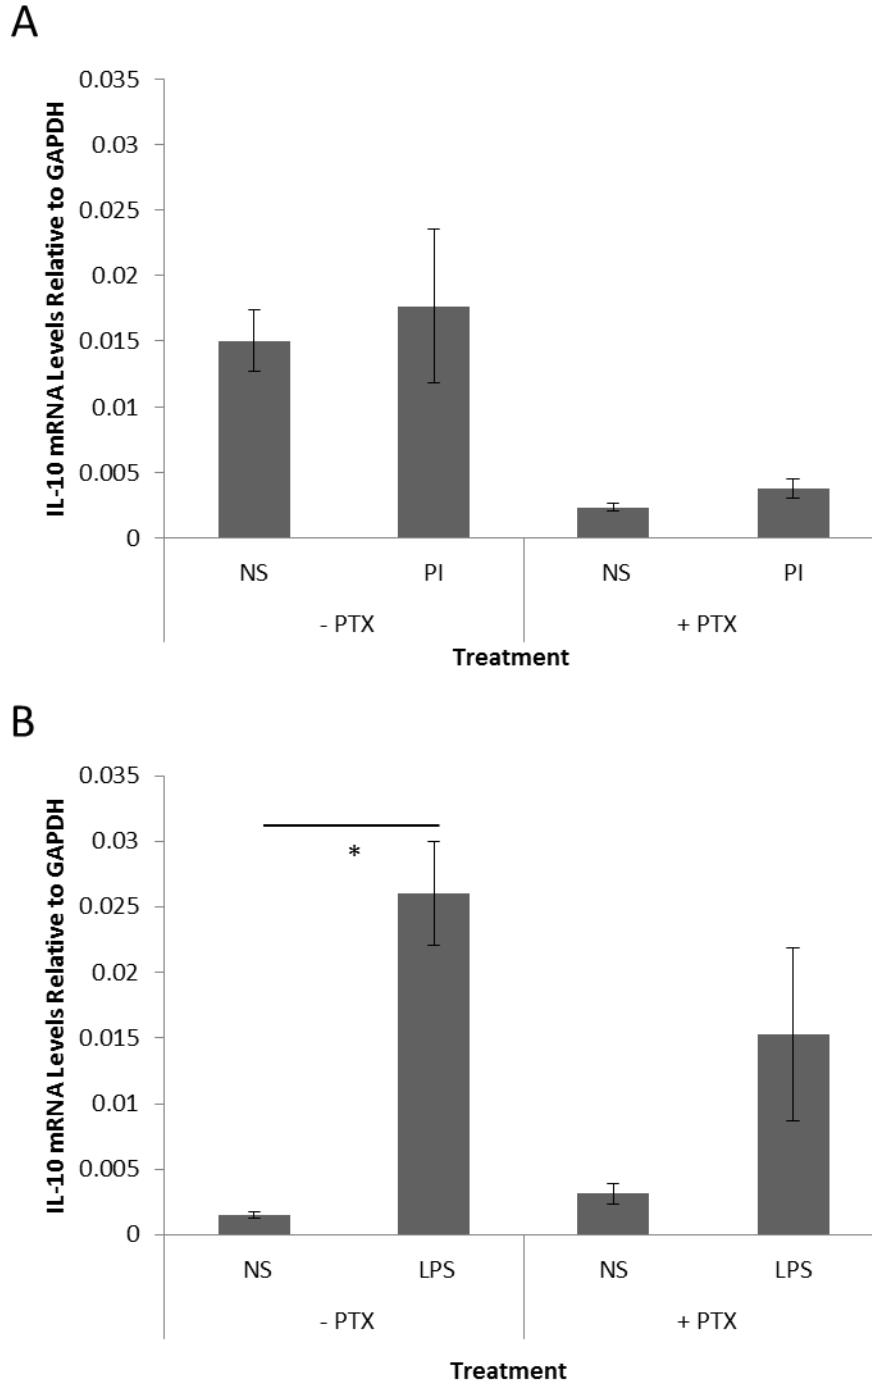 A
IL-10 mRNA Levels Relative to GAPDH
0.035
0.03
0.025
0.02
0.015
0.01
0.005
0
NS PI NS PI
- PTX + PTX
Treatment
B
IL-10 mRNA Levels Relative to GAPDH
0.035
0.03
0.025
0.02
0.015
0.01
0.005
0
*
NS LPS NS LPS
- PTX + PTX
Treatment